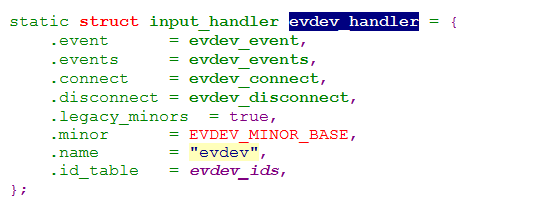 static struct input_handler evdev_handler = {
    .event      = evdev_event,
    .events     = evdev_events,
    .connect    = evdev_connect,
    .disconnect = evdev_disconnect,
    .legacy_minors  = true,
    .minor      = EVDEV_MINOR_BASE,
    .name       = "evdev",
    .id_table   = evdev_ids,
};